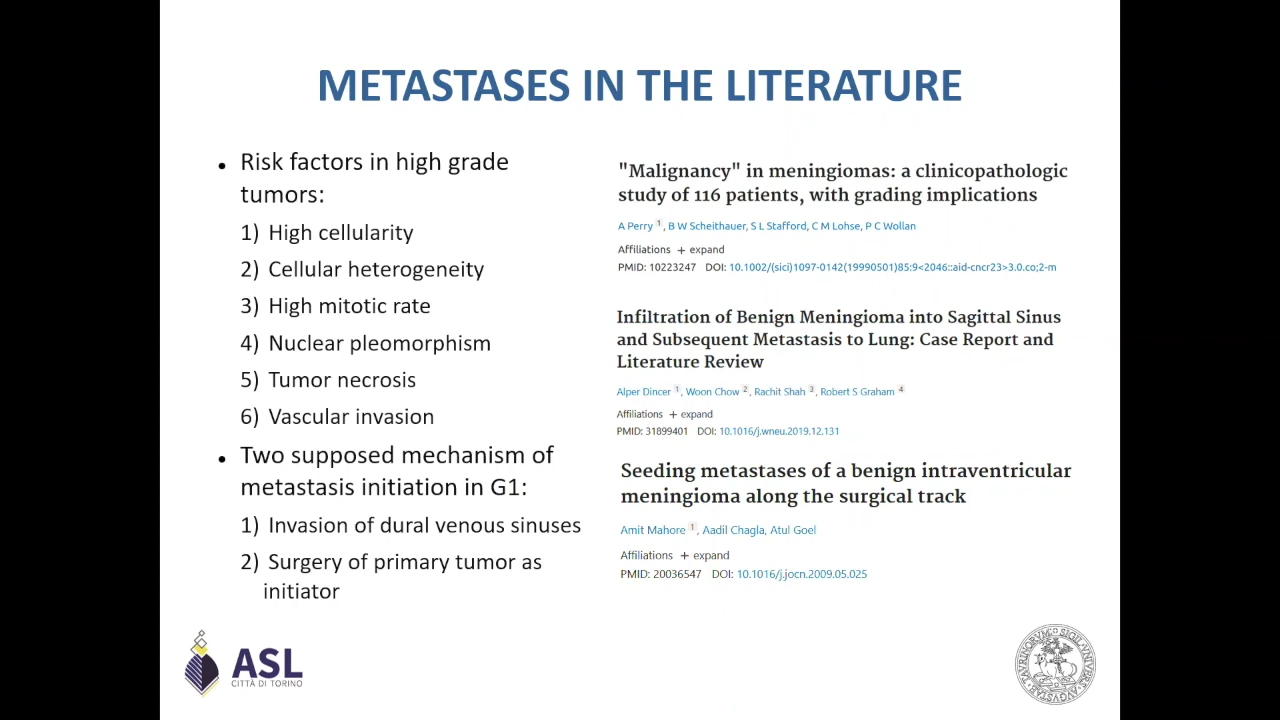 METASTASES IN THE LITERATURE
• Risk factors in high grade
tumors:
1) High cellularity
2) Cellular heterogeneity
3) High mitotic rate
4) Nuclear pleomorphism
5) Tumor necrosis
6) Vascular invasion
• Two supposed mechanism of
metastasis initiation in G1:
1) Invasion of dural venous sinuses
2) Surgery of primary tumor as
initiator
"Malignancy" in meningiomas: a clinicopathologic
study of 116 patients, with grading implications
A Perry 1, B W Scheithauer, S L Stafford, C M Lohse, P C Wollan
Affiliations + expand
PMID: 10223247 DOI: 10.1002/(sici)1097-0142(19990501)85:9<2046::aid-cncr23>3.0.co;2-m
Infiltration of Benign Meningioma into Sagittal Sinus
and Subsequent Metastasis to Lung: Case Report and
Literature Review
Alper Dincer 1, Woon Chow 2, Rachit Shah 3, Robert S Graham 4
Affiliations + expand
PMID: 31899401 DOI: 10.1016/j.wneu.2019.12.131
Seeding metastases of a benign intraventricular
meningioma along the surgical track
Amit Mahore 1, Aadil Chagla, Atul Goel
Affiliations + expand
PMID: 20036547 DOI: 10.1016/j.jocn.2009.05.025
ASL
CITTÀ DI TORINO